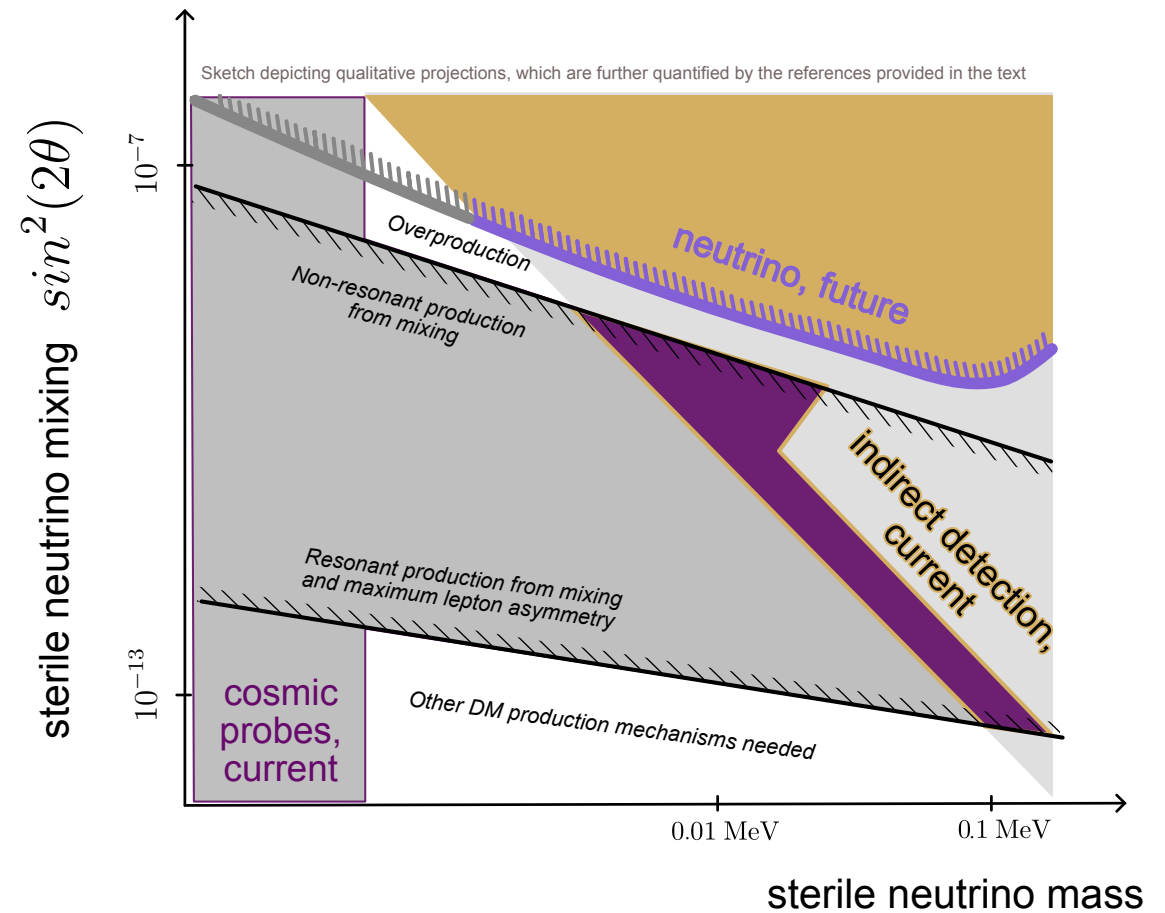 Sketch depicting qualitative projections, which are further quantified by the references provided in the text
sterile neutrino mixing sin²(2θ)
10⁻⁷
10⁻¹³
Overproduction
neutrino, future
Non-resonant production
from mixing
indirect detection,
current
Resonant production from mixing
and maximum lepton asymmetry
cosmic
probes,
current
Other DM production mechanisms needed
0.01 MeV
0.1 MeV
sterile neutrino mass